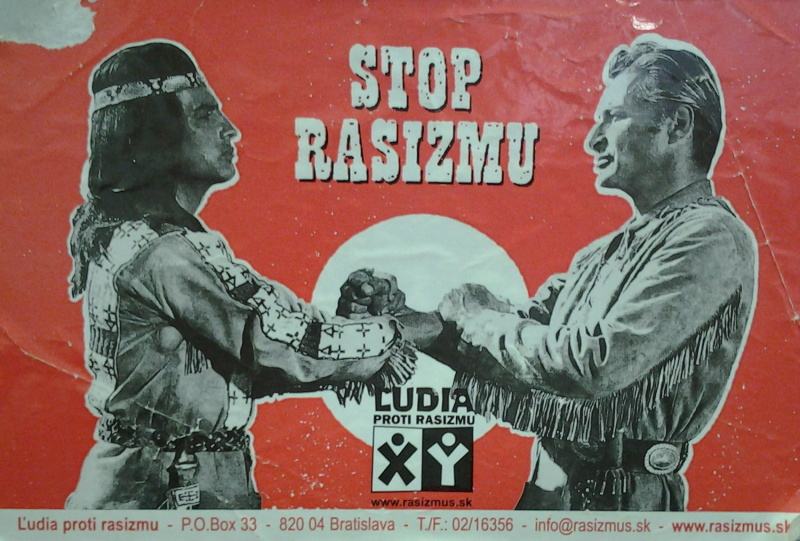 STOP
RASIZMU
ĽUDIA
PROTI RASIZMU
www.rasizmus.sk
Ľudia proti rasizmu - P.O.Box 33 - 820 04 Bratislava - T./F.: 02/16356 - info@rasizmus.sk - www.rasizmus.sk